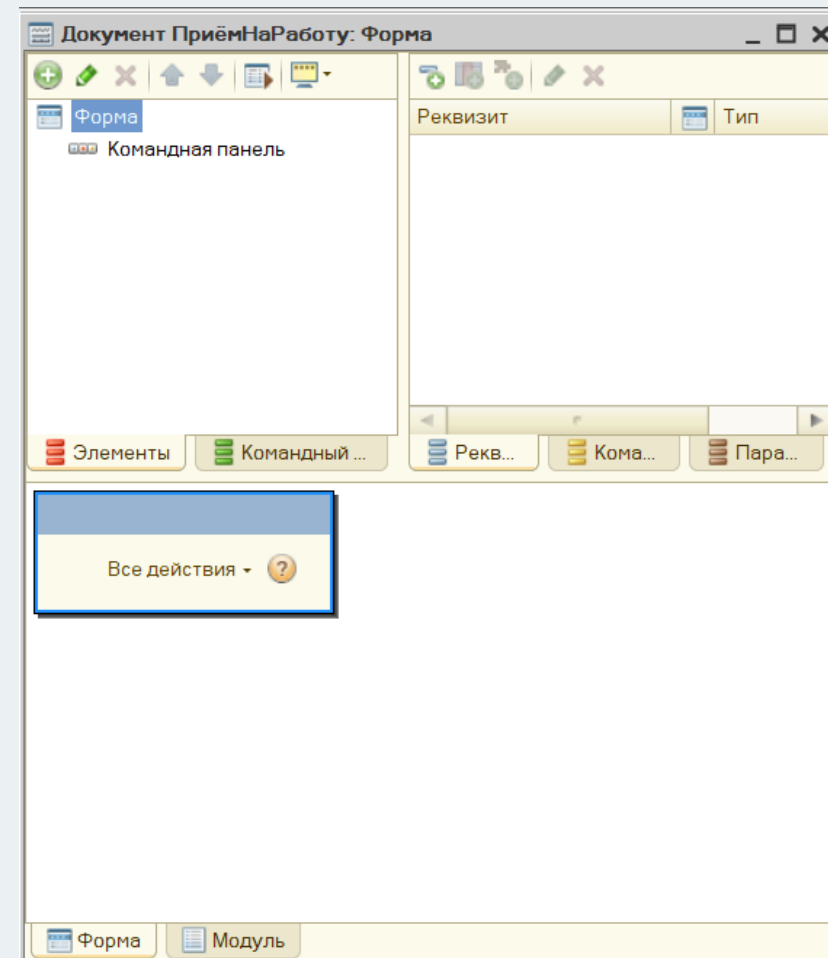 Документ ПриёмНаРаботу: Форма
Форма
Командная панель
Реквизит Тип
Элементы Командный ... Рекв... Кома... Пара...
Все действия ?
Форма Модуль